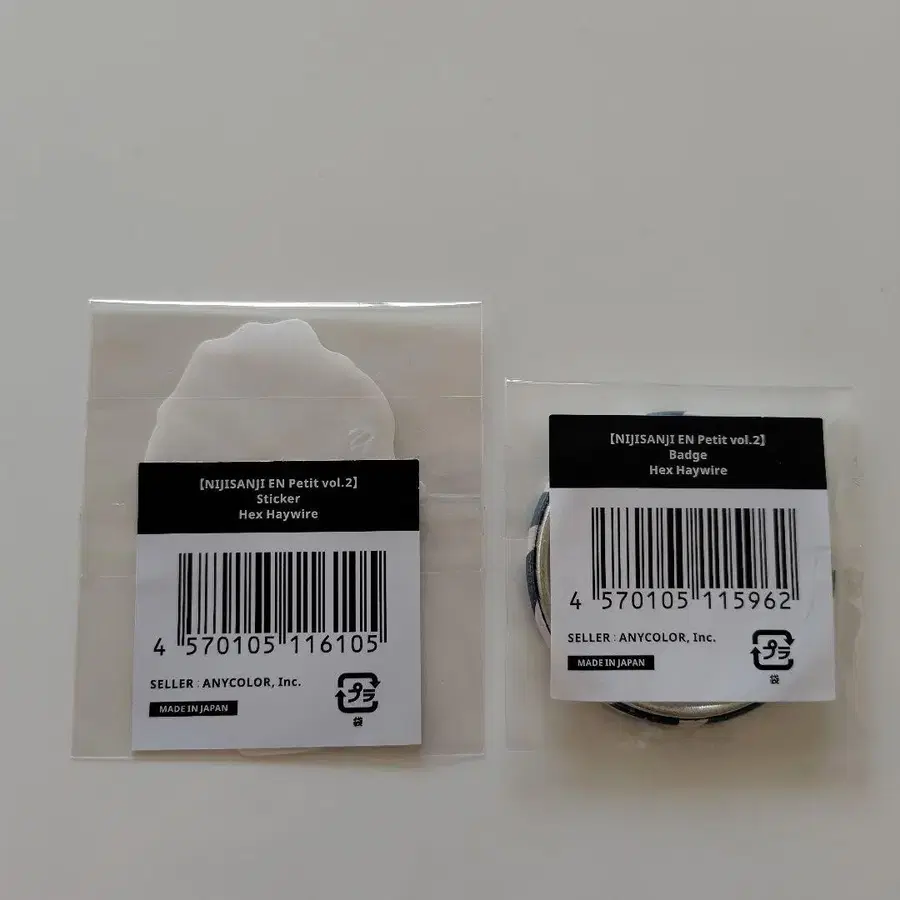 【NIJISANJI EN Petit vol.2】
Sticker
Hex Haywire
4 570105 116105
SELLER : ANYCOLOR, Inc.
MADE IN JAPAN
プラ
袋
【NIJISANJI EN Petit vol.2】
Badge
Hex Haywire
4 570105 115962
SELLER : ANYCOLOR, Inc.
MADE IN JAPAN
プラ
袋